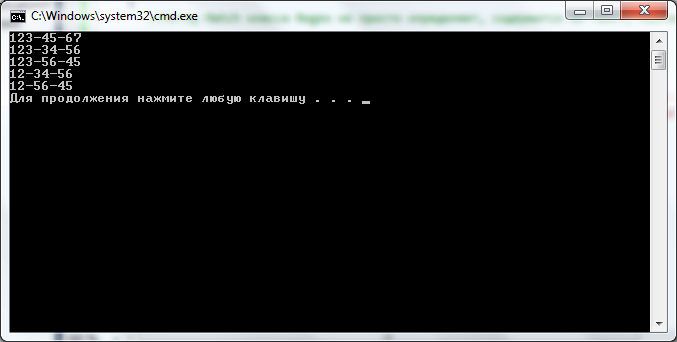 C:\Windows\system32\cmd.exe
123-45-67
123-34-56
123-56-45
12-34-56
12-56-45
Для продолжения нажмите любую клавишу . . . _